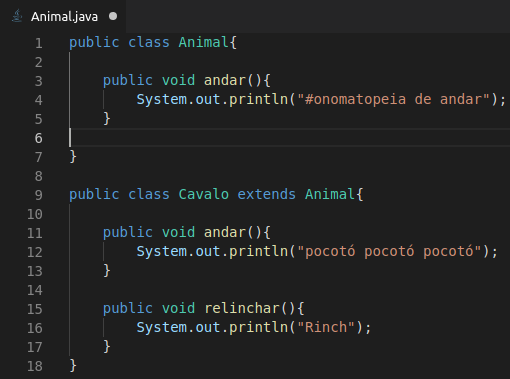 Animal.java
1 public class Animal{
2
3 public void andar(){
4 System.out.println("#onomatopeia de andar");
5 }
6
7 }
8
9 public class Cavalo extends Animal{
10
11 public void andar(){
12 System.out.println("pocotó pocotó pocotó");
13 }
14
15 public void relinchar(){
16 System.out.println("Rinch");
17 }
18 }